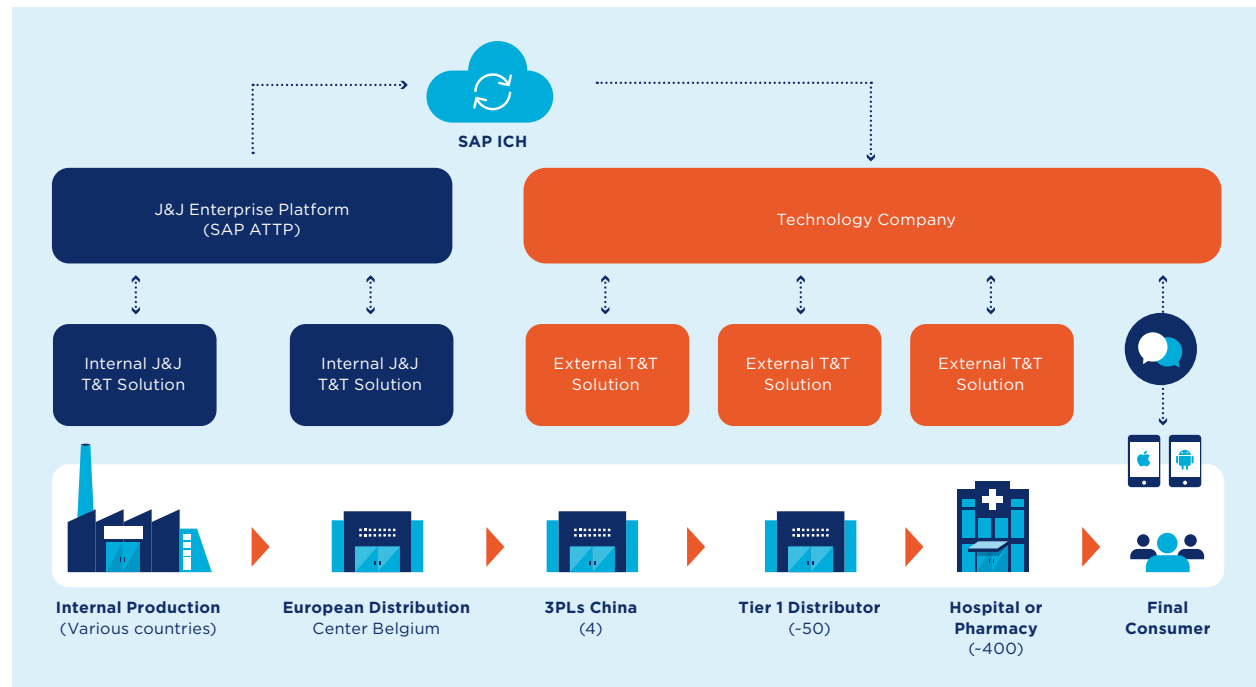 SAP ICH
J&J Enterprise Platform
(SAP ATTP)
Technology Company
Internal J&J
T&T Solution
Internal J&J
T&T Solution
External T&T
Solution
External T&T
Solution
External T&T
Solution
Internal Production
(Various countries)
European Distribution
Center Belgium
3PLs China
(4)
Tier 1 Distributor
(~50)
Hospital or
Pharmacy
(~400)
Final
Consumer